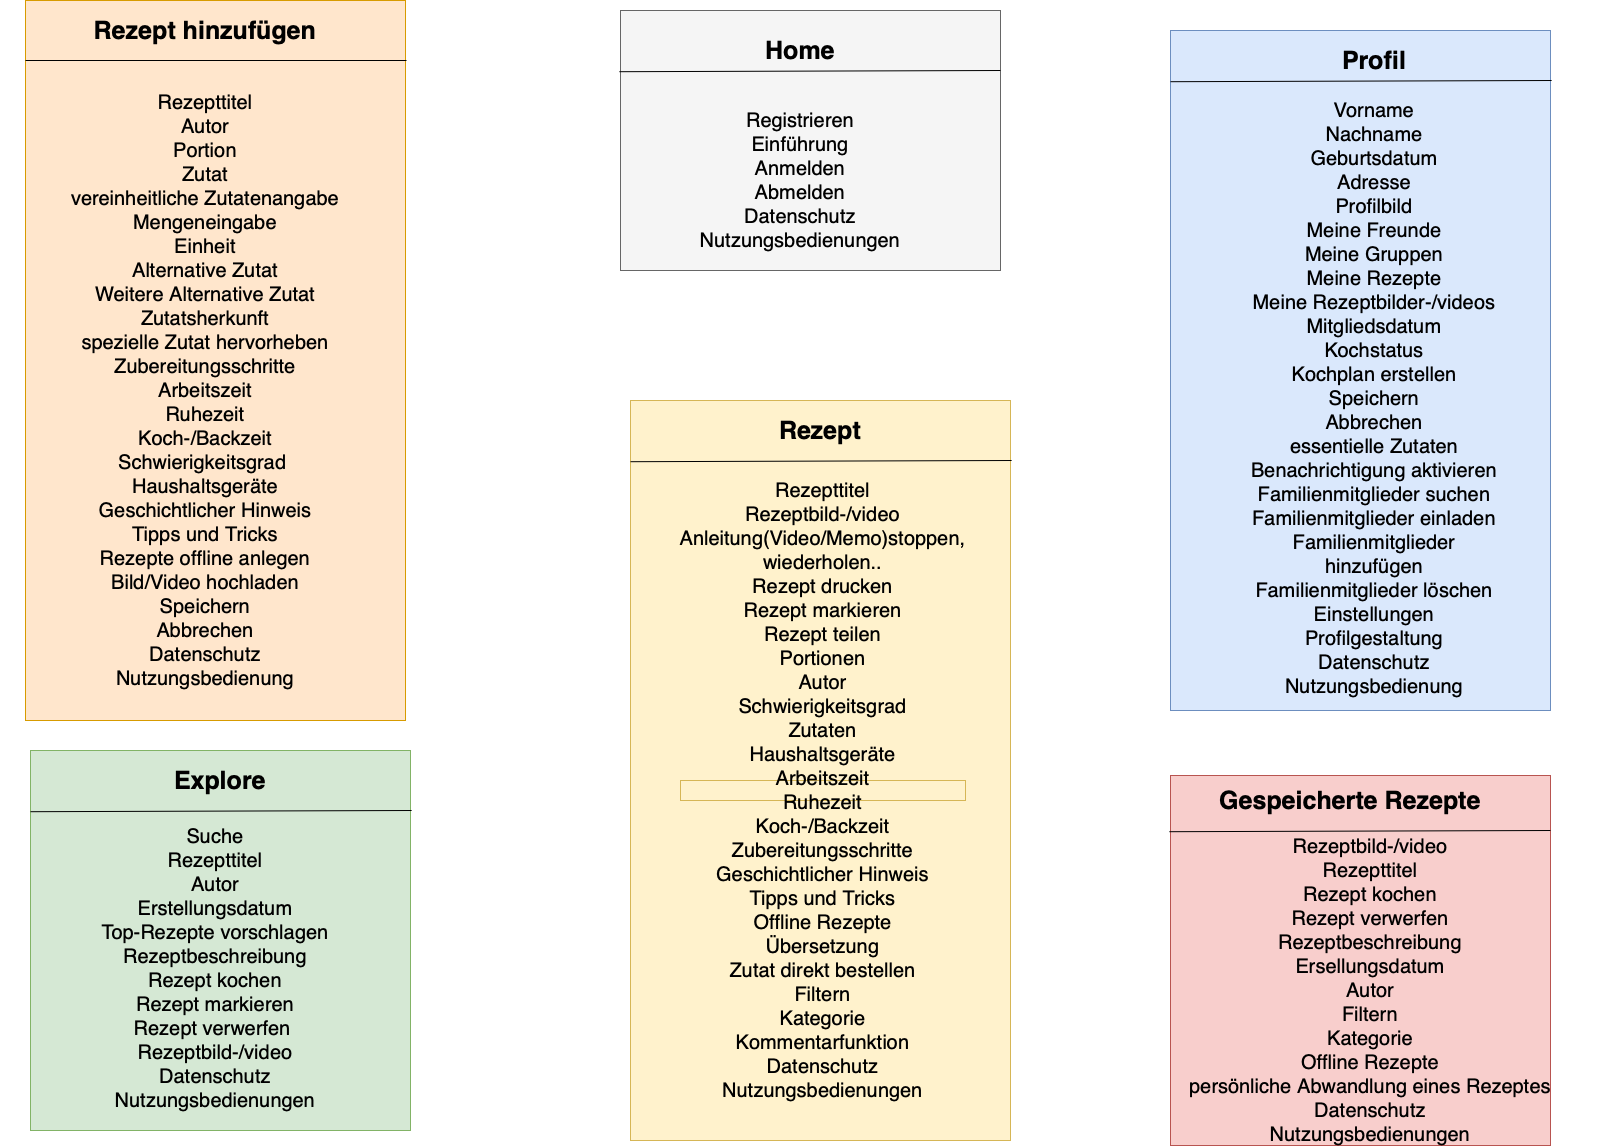 Rezept hinzufügen
Rezepttitel
Autor
Portion
Zutat
vereinheitliche Zutatenangabe
Mengeneingabe
Einheit
Alternative Zutat
Weitere Alternative Zutat
Zutatsherkunft
spezielle Zutat hervorheben
Zubereitungsschritte
Arbeitszeit
Ruhezeit
Koch-/Backzeit
Schwierigkeitsgrad
Haushaltsgeräte
Geschichtlicher Hinweis
Tipps und Tricks
Rezepte offline anlegen
Bild/Video hochladen
Speichern
Abbrechen
Datenschutz
Nutzungsbedienung
Explore
Suche
Rezepttitel
Autor
Erstellungsdatum
Top-Rezepte vorschlagen
Rezeptbeschreibung
Rezept kochen
Rezept markieren
Rezept verwerfen
Rezeptbild-/video
Datenschutz
Nutzungsbedienungen
Home
Registrieren
Einführung
Anmelden
Abmelden
Datenschutz
Nutzungsbedienungen
Rezept
Rezepttitel
Rezeptbild-/video
Anleitung(Video/Memo)stoppen,
wiederholen..
Rezept drucken
Rezept markieren
Rezept teilen
Portionen
Autor
Schwierigkeitsgrad
Zutaten
Haushaltsgeräte
Arbeitszeit
Ruhezeit
Koch-/Backzeit
Zubereitungsschritte
Geschichtlicher Hinweis
Tipps und Tricks
Offline Rezepte
Übersetzung
Zutat direkt bestellen
Filtern
Kategorie
Kommentarfunktion
Datenschutz
Nutzungsbedienungen
Profil
Vorname
Nachname
Geburtsdatum
Adresse
Profilbild
Meine Freunde
Meine Gruppen
Meine Rezepte
Meine Rezeptbilder-/videos
Mitgliedsdatum
Kochstatus
Kochplan erstellen
Speichern
Abbrechen
essentielle Zutaten
Benachrichtigung aktivieren
Familienmitglieder suchen
Familienmitglieder einladen
Familienmitglieder
hinzufügen
Familienmitglieder löschen
Einstellungen
Profilgestaltung
Datenschutz
Nutzungsbedienung
Gespeicherte Rezepte
Rezeptbild-/video
Rezepttitel
Rezept kochen
Rezept verwerfen
Rezeptbeschreibung
Ersellungsdatum
Autor
Filtern
Kategorie
Offline Rezepte
persönliche Abwandlung eines Rezeptes
Datenschutz
Nutzungsbedienungen